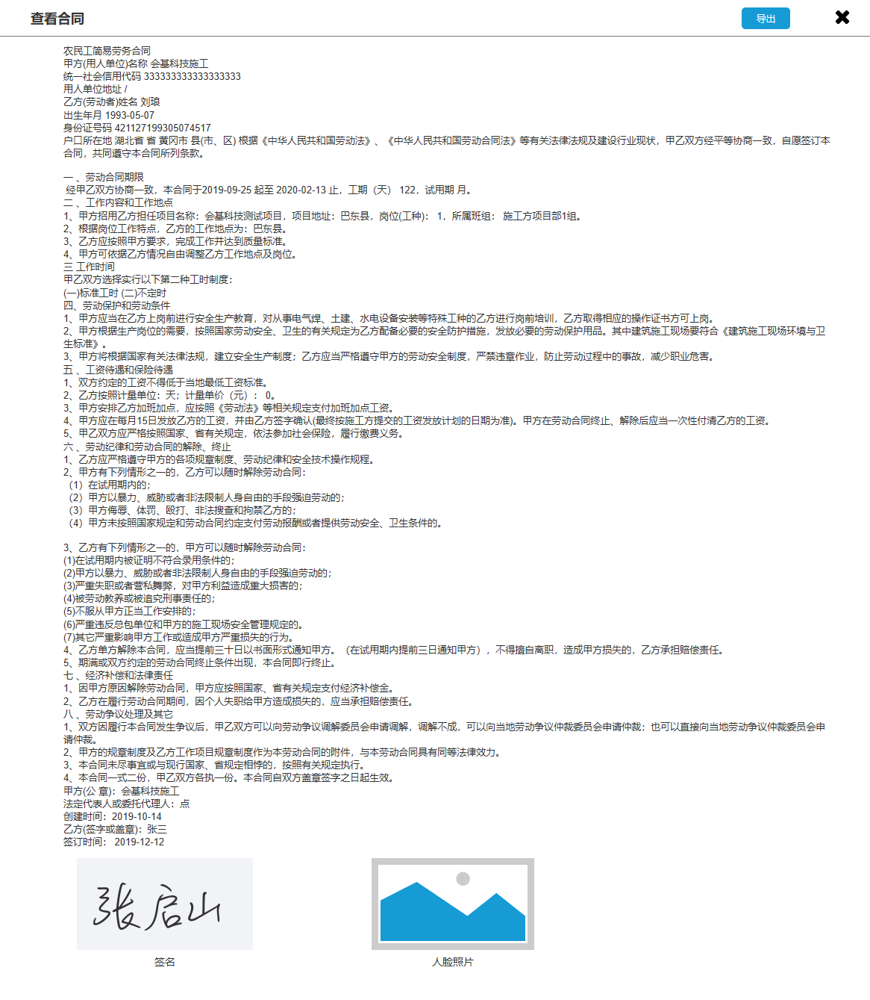 查看合同
导出
农民工简易劳务合同
甲方(用人单位)名称 会基科技施工
统一社会信用代码 333333333333333333
用人单位地址 /
乙方(劳动者)姓名 刘琅
出生年月 1993-05-07
身份证号码 421127199305074517
户口所在地 湖北省 省 黄冈市 县(市、区) 根据《中华人民共和国劳动法》、《中华人民共和国劳动合同法》等有关法律法规及建设行业现状，甲乙双方经平等协商一致，自愿签订本
合同，共同遵守本合同所列条款。
一 、劳动合同期限
经甲乙双方协商一致，本合同于2019-09-25 起至 2020-02-13 止，工期（天） 122，试用期 月。
二 、工作内容和工作地点
1、甲方招用乙方担任项目名称：会基科技测试项目，项目地址：巴东县，岗位(工种)： 1，所属班组： 施工方项目部1组。
2、根据岗位工作特点，乙方的工作地点为：巴东县。
3、乙方应按照甲方要求，完成工作并达到质量标准。
4、甲方可依据乙方情况自由调整乙方工作地点及岗位。
三 工作时间
甲乙双方选择实行以下第二种工时制度：
(一)标准工时 (二)不定时
四、劳动保护和劳动条件
1、甲方应当在乙方上岗前进行安全生产教育，对从事电气焊、土建、水电设备安装等特殊工种的乙方进行岗前培训，乙方取得相应的操作证书方可上岗。
2、甲方根据生产岗位的需要，按照国家劳动安全、卫生的有关规定为乙方配备必要的安全防护措施，发放必要的劳动保护用品。其中建筑施工现场要符合《建筑施工现场环境与卫
生标准》。
3、甲方将根据国家有关法律法规，建立安全生产制度；乙方应当严格遵守甲方的劳动安全制度，严禁违章作业，防止劳动过程中的事故，减少职业危害。
五 、工资待遇和保险待遇
1、双方约定的工资不得低于当地最低工资标准。
2、乙方按照计量单位：天；计量单价（元）： 0。
3、甲方安排乙方加班加点，应按照《劳动法》等相关规定支付加班加点工资。
4、甲方应在每月15日发放乙方的工资，并由乙方签字确认(最终按施工方提交的工资发放计划的日期为准)。甲方在劳动合同终止、解除后应当一次性付清乙方的工资。
5、甲乙双方应严格按照国家、省有关规定，依法参加社会保险，履行缴费义务。
六 、劳动纪律和劳动合同的解除、终止
1、乙方应严格遵守甲方的各项规章制度、劳动纪律和安全技术操作规程。
2、甲方有下列情形之一的，乙方可以随时解除劳动合同：
（1）在试用期内的；
（2）甲方以暴力、威胁或者非法限制人身自由的手段强迫劳动的；
（3）甲方侮辱、体罚、殴打、非法搜查和拘禁乙方的；
（4）甲方未按照国家规定和劳动合同约定支付劳动报酬或者提供劳动安全、卫生条件的。
3、乙方有下列情形之一的，甲方可以随时解除劳动合同：
(1)在试用期内被证明不符合录用条件的；
(2)甲方以暴力、威胁或者非法限制人身自由的手段强迫劳动的；
(3)严重失职或者营私舞弊，对甲方利益造成重大损害的；
(4)被劳动教养或被追究刑事责任的；
(5)不服从甲方正当工作安排的；
(6)严重违反总包单位和甲方的施工现场安全管理规定的。
(7)其它严重影响甲方工作或造成甲方严重损失的行为。
4、乙方单方解除本合同，应当提前三十日以书面形式通知甲方。（在试用期内提前三日通知甲方），不得擅自离职，造成甲方损失的，乙方承担赔偿责任。
5、期满或双方约定的劳动合同终止条件出现，本合同即行终止。
七 、经济补偿和法律责任
1、因甲方原因解除劳动合同，甲方应按照国家、省有关规定支付经济补偿金。
2、乙方在履行劳动合同期间，因个人失职给甲方造成损失的，应当承担赔偿责任。
八 、劳动争议处理及其它
1、双方因履行本合同发生争议后，甲乙双方可以向劳动争议调解委员会申请调解，调解不成，可以向当地劳动争议仲裁委员会申请仲裁；也可以直接向当地劳动争议仲裁委员会申
请仲裁。
2、甲方的规章制度及乙方工作项目规章制度作为本劳动合同的附件，与本劳动合同具有同等法律效力。
3、本合同未尽事宜或与现行国家、省规定相悖的，按照有关规定执行。
4、本合同一式二份，甲乙双方各执一份。本合同自双方盖章签字之日起生效。
甲方(公 章)：会基科技施工
法定代表人或委托代理人：点
创建时间：2019-10-14
乙方(签字或盖章)：张三
签订时间： 2019-12-12
张启山
签名
人脸照片